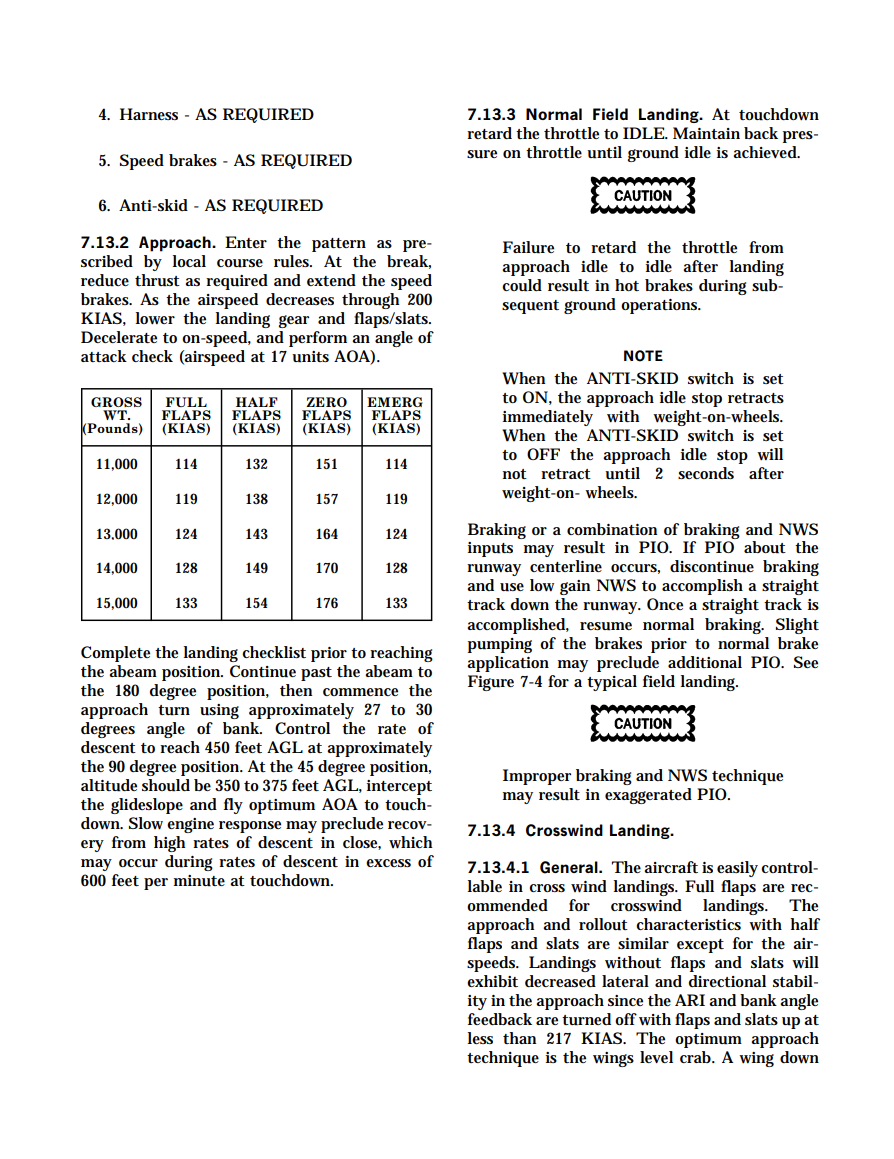 4. Harness - AS REQUIRED
5. Speed brakes - AS REQUIRED
6. Anti-skid - AS REQUIRED
7.13.2 Approach. Enter the pattern as pre-
scribed by local course rules. At the break,
reduce thrust as required and extend the speed
brakes. As the airspeed decreases through 200
KIAS, lower the landing gear and flaps/slats.
Decelerate to on-speed, and perform an angle of
attack check (airspeed at 17 units AOA).
GROSS WT. (Pounds) FULL FLAPS (KIAS) HALF FLAPS (KIAS) ZERO FLAPS (KIAS) EMERG FLAPS (KIAS)
11,000 114 132 151 114
12,000 119 138 157 119
13,000 124 143 164 124
14,000 128 149 170 128
15,000 133 154 176 133
Complete the landing checklist prior to reaching
the abeam position. Continue past the abeam to
the 180 degree position, then commence the
approach turn using approximately 27 to 30
degrees angle of bank. Control the rate of
descent to reach 450 feet AGL at approximately
the 90 degree position. At the 45 degree position,
altitude should be 350 to 375 feet AGL, intercept
the glideslope and fly optimum AOA to touch-
down. Slow engine response may preclude recov-
ery from high rates of descent in close, which
may occur during rates of descent in excess of
600 feet per minute at touchdown.
7.13.3 Normal Field Landing. At touchdown
retard the throttle to IDLE. Maintain back pres-
sure on throttle until ground idle is achieved.
CAUTION
Failure to retard the throttle from
approach idle to idle after landing
could result in hot brakes during sub-
sequent ground operations.
NOTE
When the ANTI-SKID switch is set
to ON, the approach idle stop retracts
immediately with weight-on-wheels.
When the ANTI-SKID switch is set
to OFF the approach idle stop will
not retract until 2 seconds after
weight-on- wheels.
Braking or a combination of braking and NWS
inputs may result in PIO. If PIO about the
runway centerline occurs, discontinue braking
and use low gain NWS to accomplish a straight
track down the runway. Once a straight track is
accomplished, resume normal braking. Slight
pumping of the brakes prior to normal brake
application may preclude additional PIO. See
Figure 7-4 for a typical field landing.
CAUTION
Improper braking and NWS technique
may result in exaggerated PIO.
7.13.4 Crosswind Landing.
7.13.4.1 General. The aircraft is easily control-
lable in cross wind landings. Full flaps are rec-
ommended for crosswind landings. The
approach and rollout characteristics with half
flaps and slats are similar except for the air-
speeds. Landings without flaps and slats will
exhibit decreased lateral and directional stabil-
ity in the approach since the ARI and bank angle
feedback are turned off with flaps and slats up at
less than 217 KIAS. The optimum approach
technique is the wings level crab. A wing down